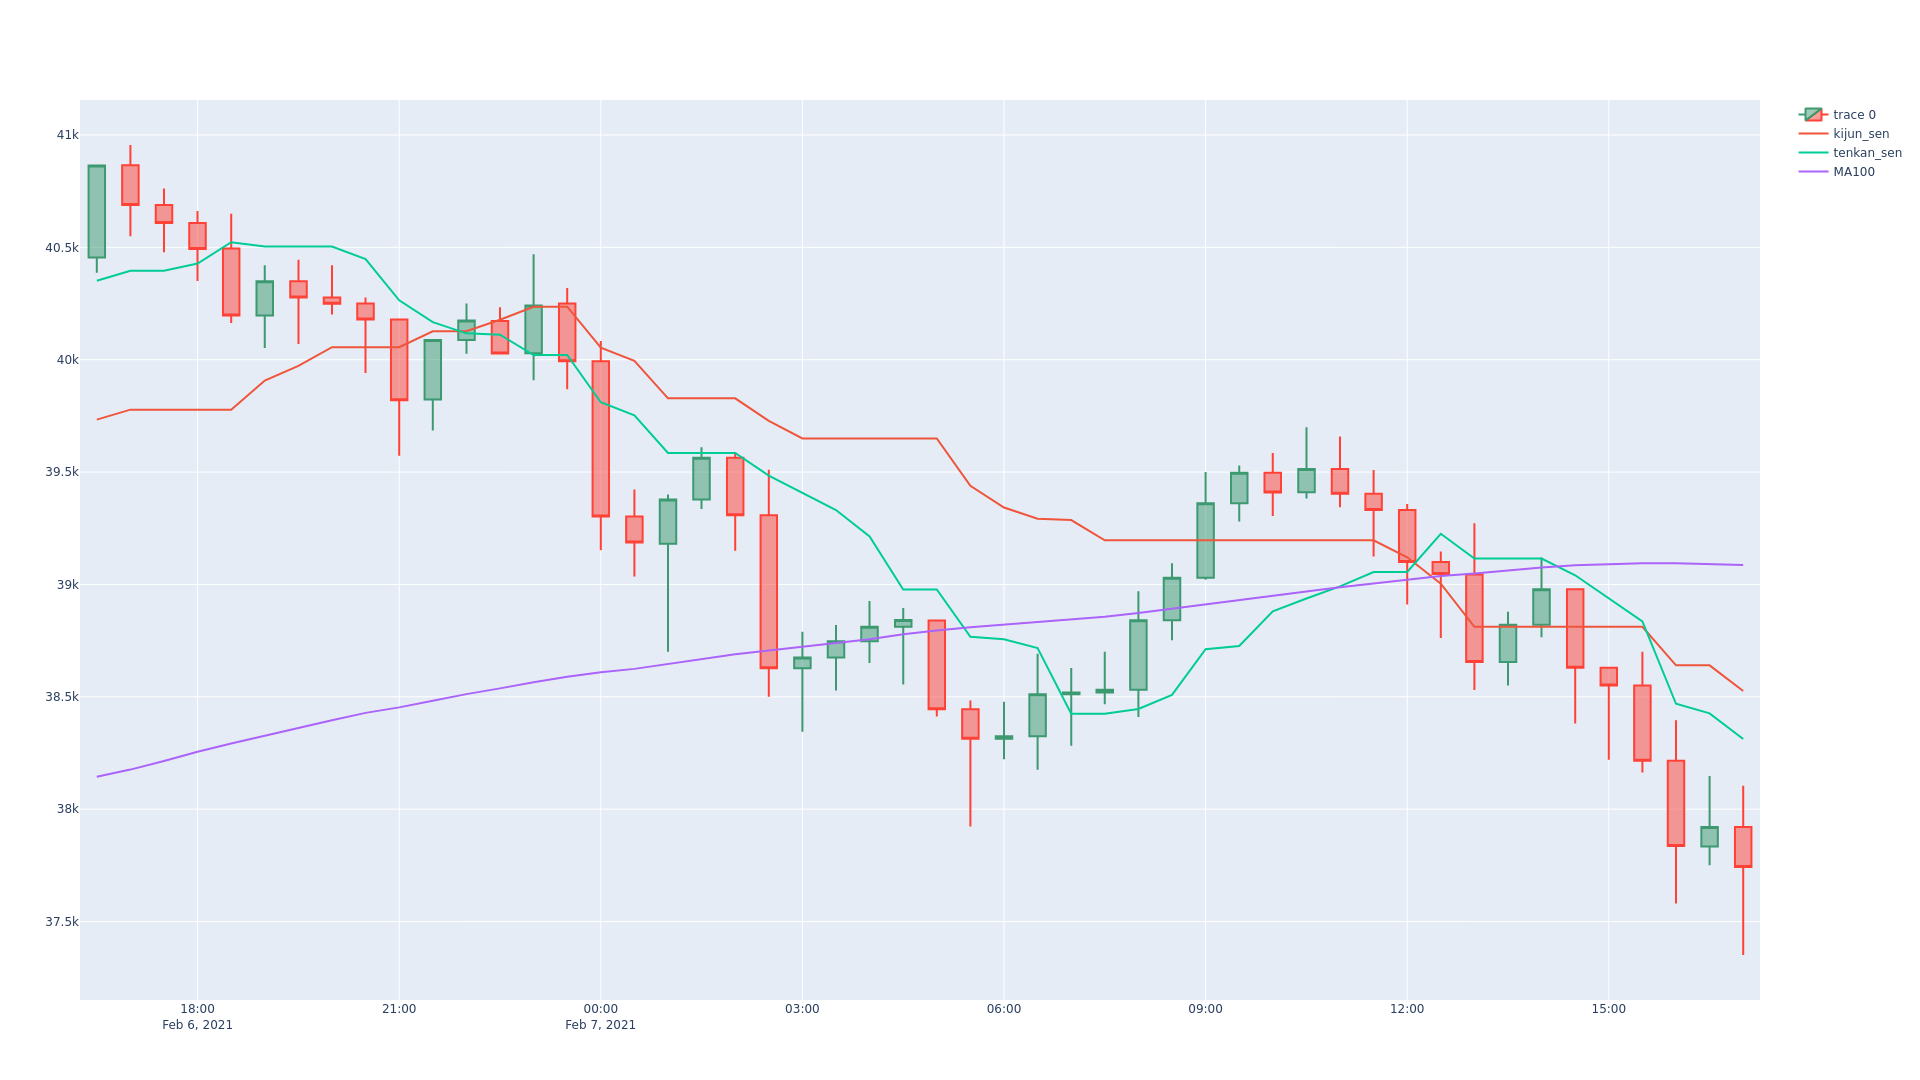 trace 0
kijun_sen
tenkan_sen
MA100
41k
40.5k
40k
39.5k
39k
38.5k
38k
37.5k
18:00 21:00 00:00 03:00 06:00 09:00 12:00 15:00
Feb 6, 2021 Feb 7, 2021